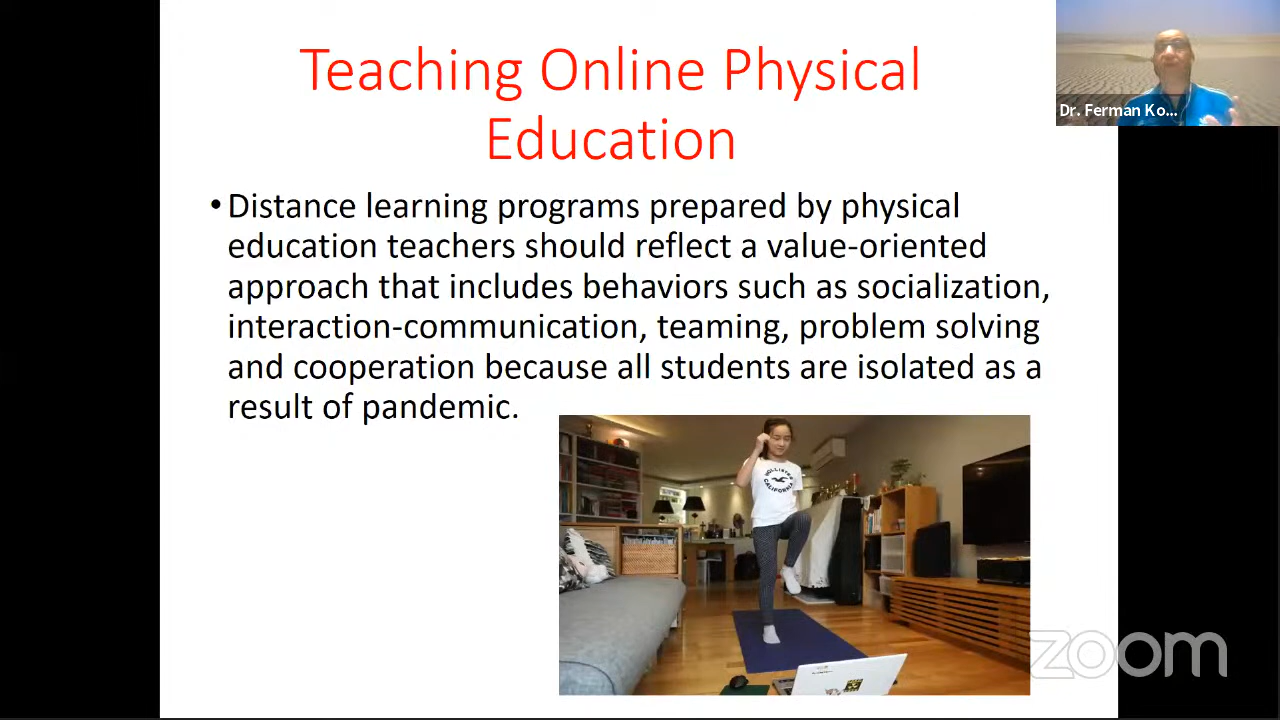 Teaching Online Physical
Education
• Distance learning programs prepared by physical
education teachers should reflect a value-oriented
approach that includes behaviors such as socialization,
interaction-communication, teaming, problem solving
and cooperation because all students are isolated as a
result of pandemic.
Dr. Ferman Ko...
HOLLISTER
CALIFORNIA
zoom